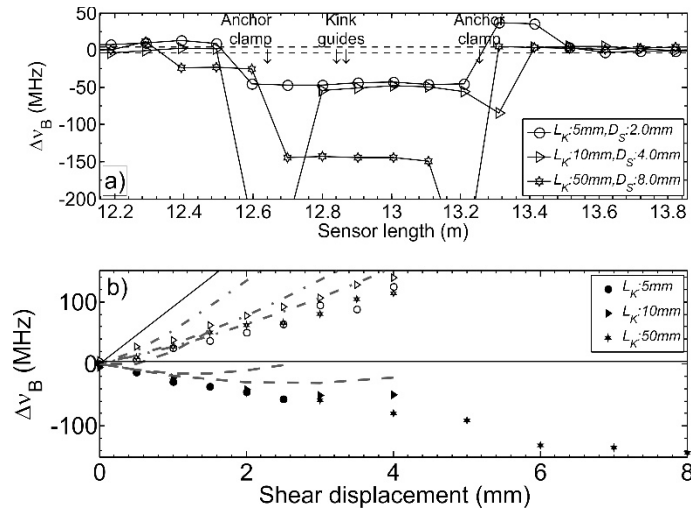 Anchor clamp Kink guides Anchor clamp
50
0
-50
-100
-150
-200
Δν_B (MHz)
a)
L_K:5mm,D_S:2.0mm
L_K:10mm,D_S:4.0mm
L_K:50mm,D_S:8.0mm
12.2 12.4 12.6 12.8 13 13.2 13.4 13.6 13.8
Sensor length (m)
b)
100
0
-100
Δν_B (MHz)
L_K:5mm
L_K:10mm
L_K:50mm
0 2 4 6 8
Shear displacement (mm)